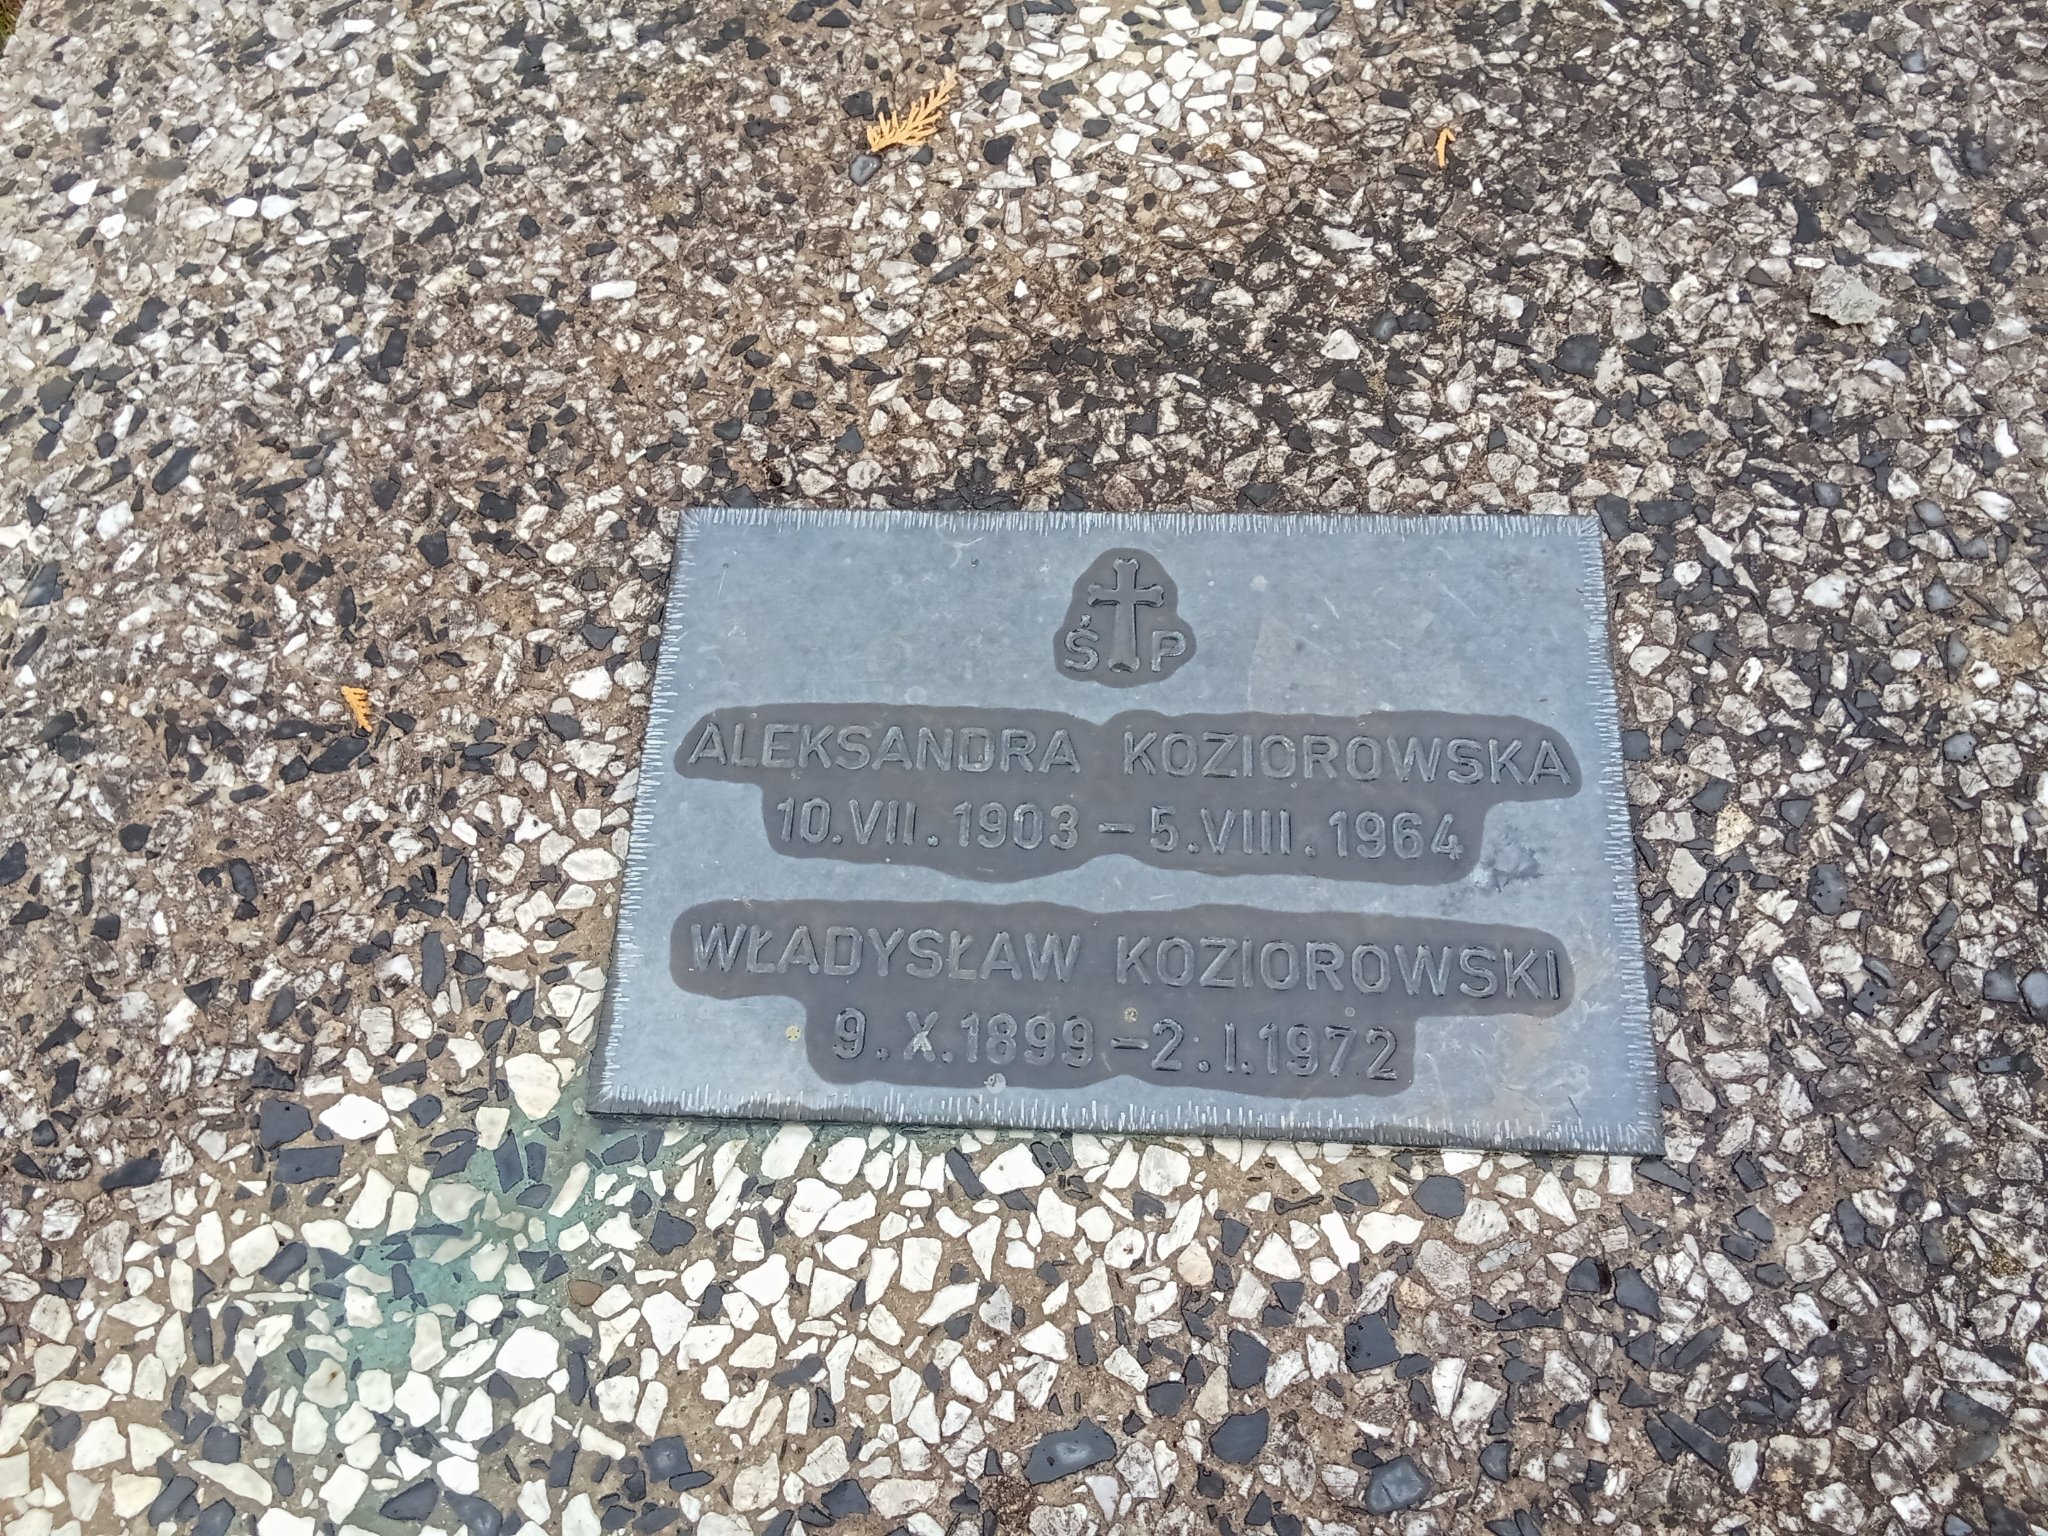 Ś P
ALEKSANDRA KOZIOROWSKA
10.VII.1903 – 5.VIII.1964
WŁADYSŁAW KOZIOROWSKI
9.X.1899 – 2.I.1972